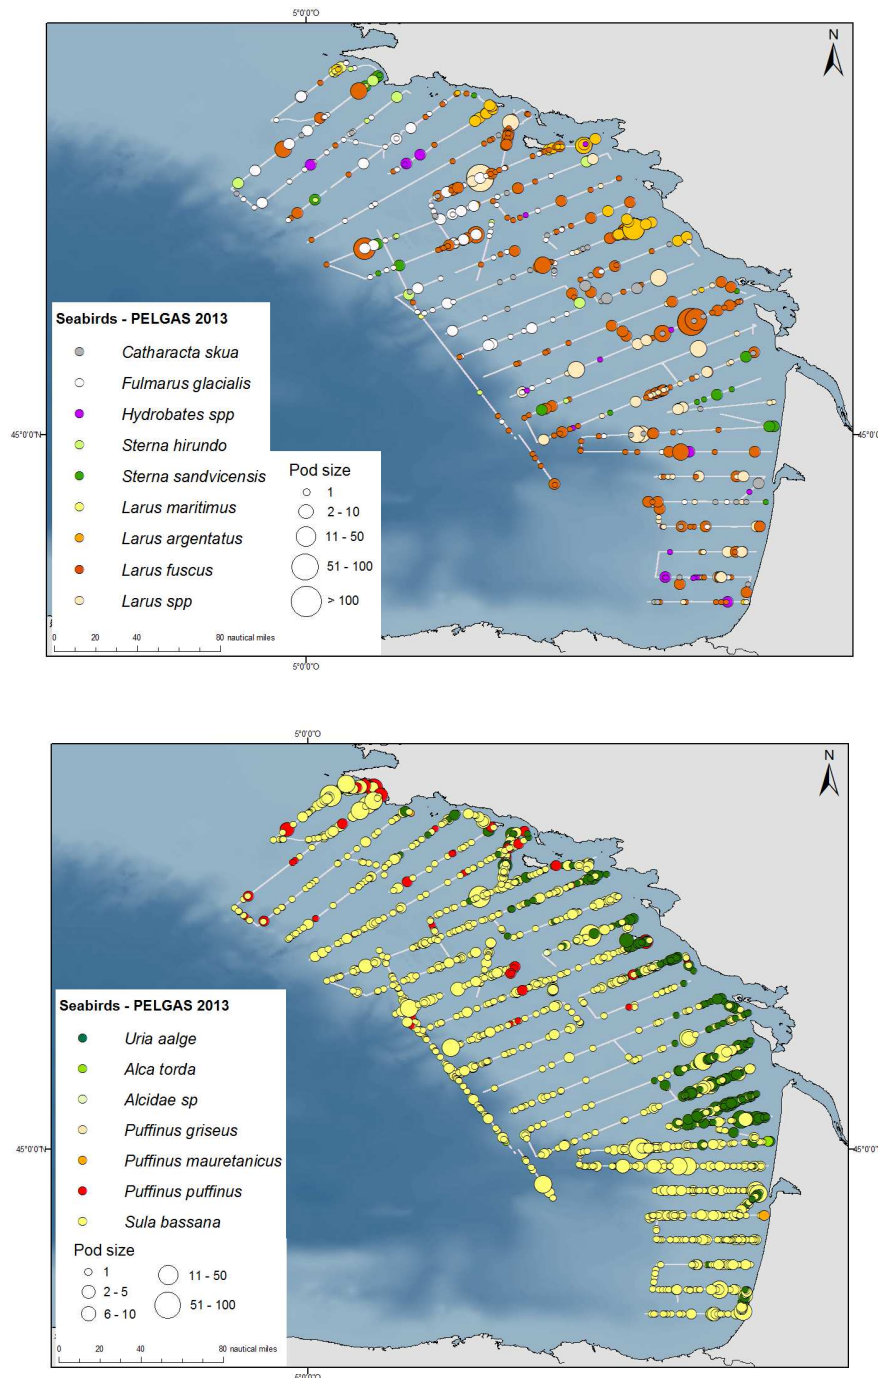 5°0'0"O
N
Seabirds - PELGAS 2013
Catharacta skua
Fulmarus glacialis
Hydrobates spp
Sterna hirundo
Sterna sandvicensis
Larus maritimus
Larus argentatus
Larus fuscus
Larus spp
Pod size
1
2 - 10
11 - 50
51 - 100
> 100
45°0'0"N
45°0'0"N
0 20 40 80 nautical miles
5°0'0"O
5°0'0"O
N
Seabirds - PELGAS 2013
Uria aalge
Alca torda
Alcidae sp
Puffinus griseus
Puffinus mauretanicus
Puffinus puffinus
Sula bassana
Pod size
1
2 - 5
6 - 10
11 - 50
51 - 100
45°0'0"N
45°0'0"N
0 20 40 80 nautical miles